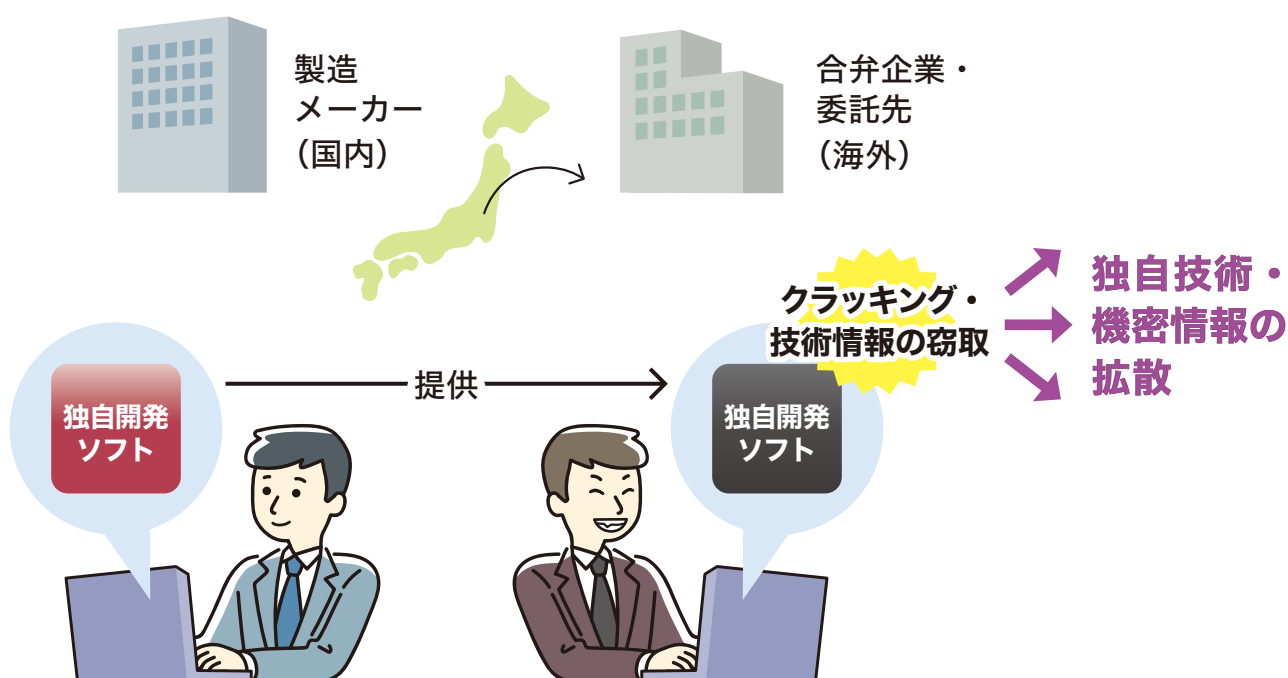 製造
メーカー
（国内）
合弁企業・
委託先
（海外）
クラッキング・
技術情報の窃取
独自技術・
機密情報の
拡散
提供
独自開発
ソフト
独自開発
ソフト